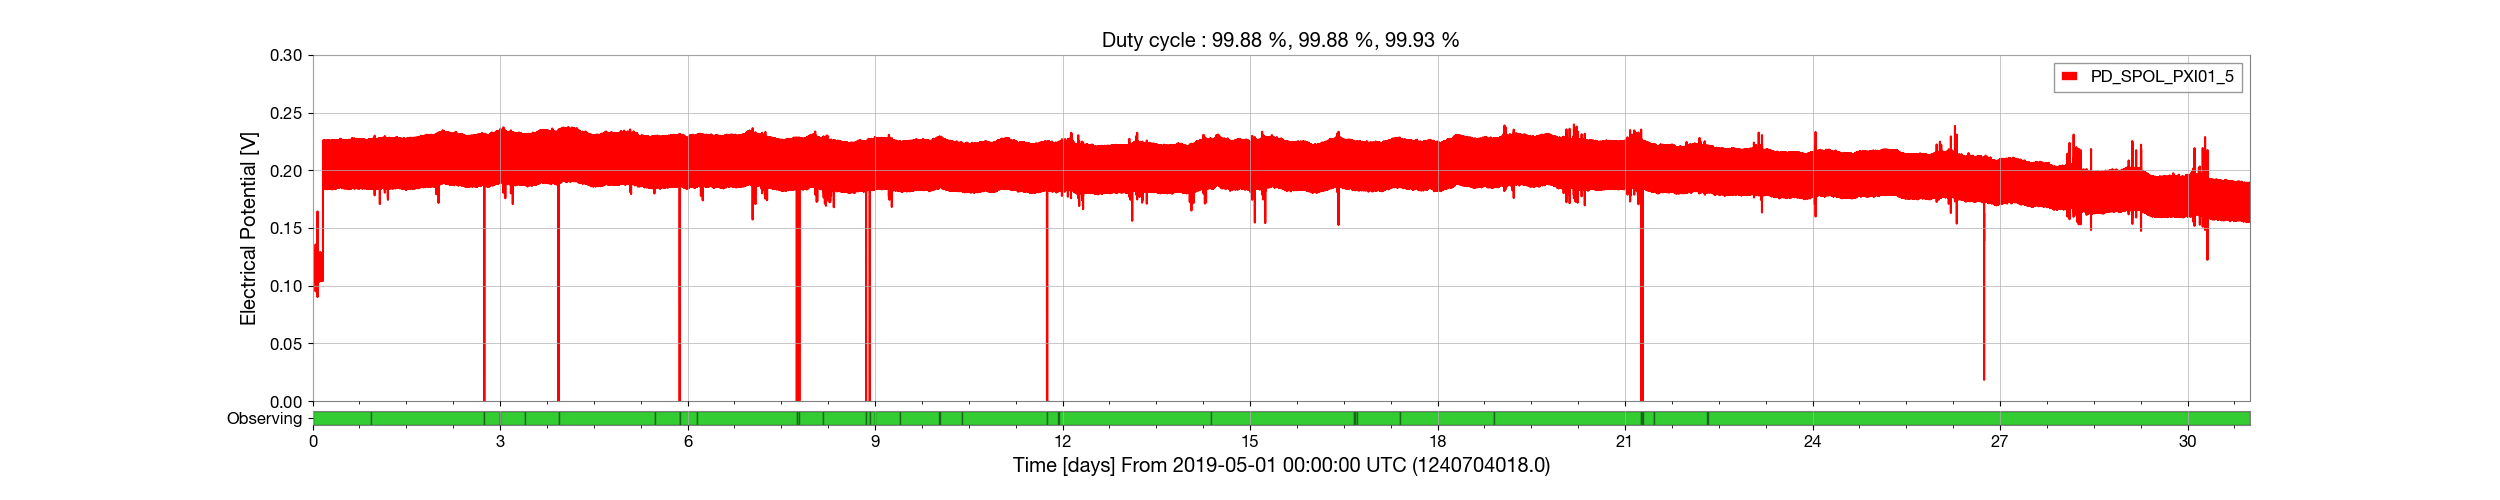 Duty cycle : 99.88 %, 99.88 %, 99.93 %
0.30
0.25
0.20
0.15
0.10
0.05
0.00
Electrical Potential [V]
PD_SPOL_PXI01_5
Observing
0 3 6 9 12 15 18 21 24 27 30
Time [days] From 2019-05-01 00:00:00 UTC (1240704018.0)